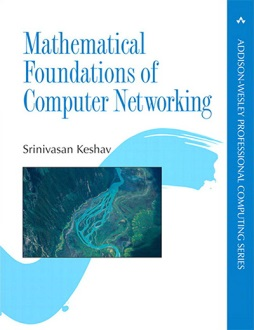 Mathematical
Foundations of
Computer Networking
Srinivasan Keshav
ADDISON-WESLEY PROFESSIONAL COMPUTING SERIES